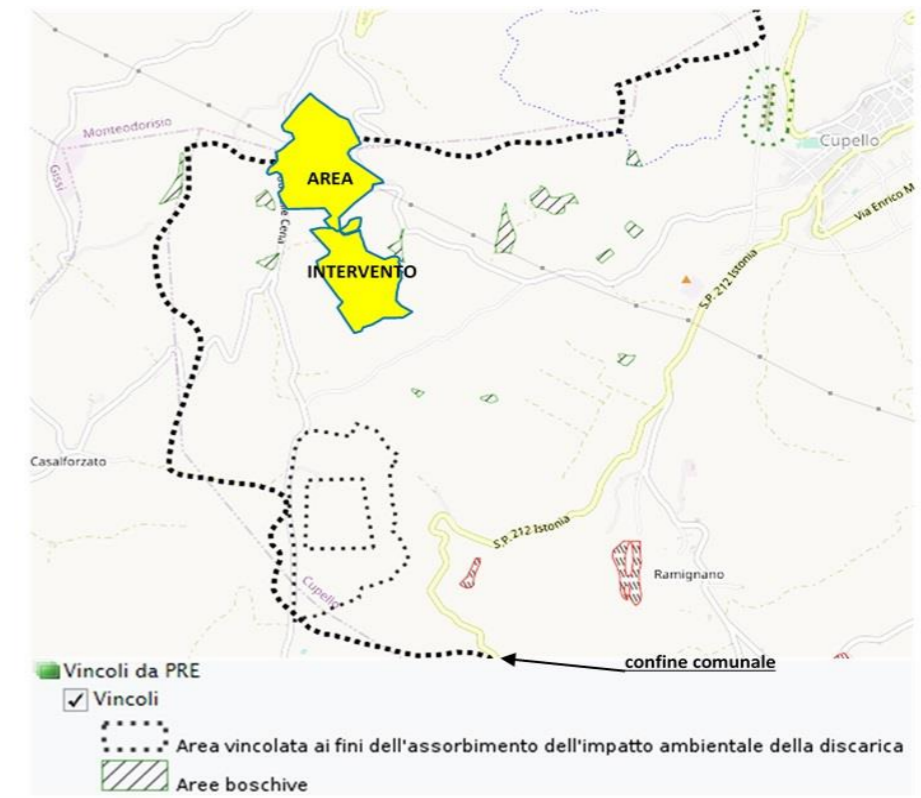 Monteodorisio
Gissi
Cupello
AREA
Via Enrico M
INTERVENTO
S.P. 212 Istonia
Casalforzato
S.P. 212 Istonia
Ramignano
Cupello
confine comunale
Vincoli da PRE
Vincoli
Area vincolata ai fini dell'assorbimento dell'impatto ambientale della discarica
Aree boschive